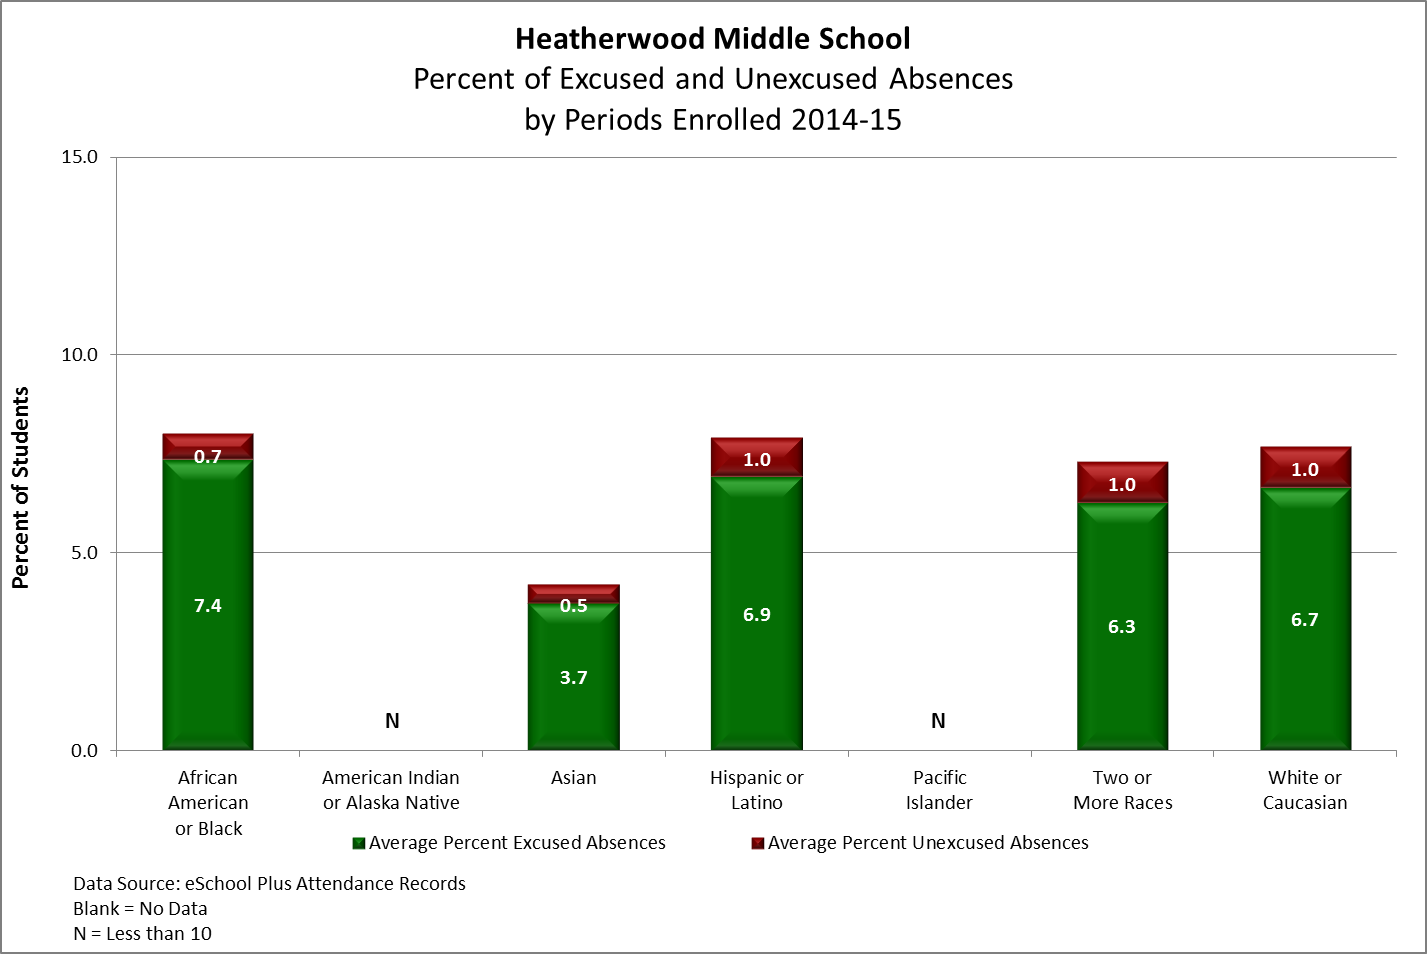 Heatherwood Middle School
Percent of Excused and Unexcused Absences
by Periods Enrolled 2014-15
15.0
10.0
5.0
0.0
Percent of Students
0.7
7.4
N
0.5
3.7
1.0
6.9
N
1.0
6.3
1.0
6.7
African
American
or Black
American Indian
or Alaska Native
Asian
Hispanic or
Latino
Pacific
Islander
Two or
More Races
White or
Caucasian
Average Percent Excused Absences
Average Percent Unexcused Absences
Data Source: eSchool Plus Attendance Records
Blank = No Data
N = Less than 10